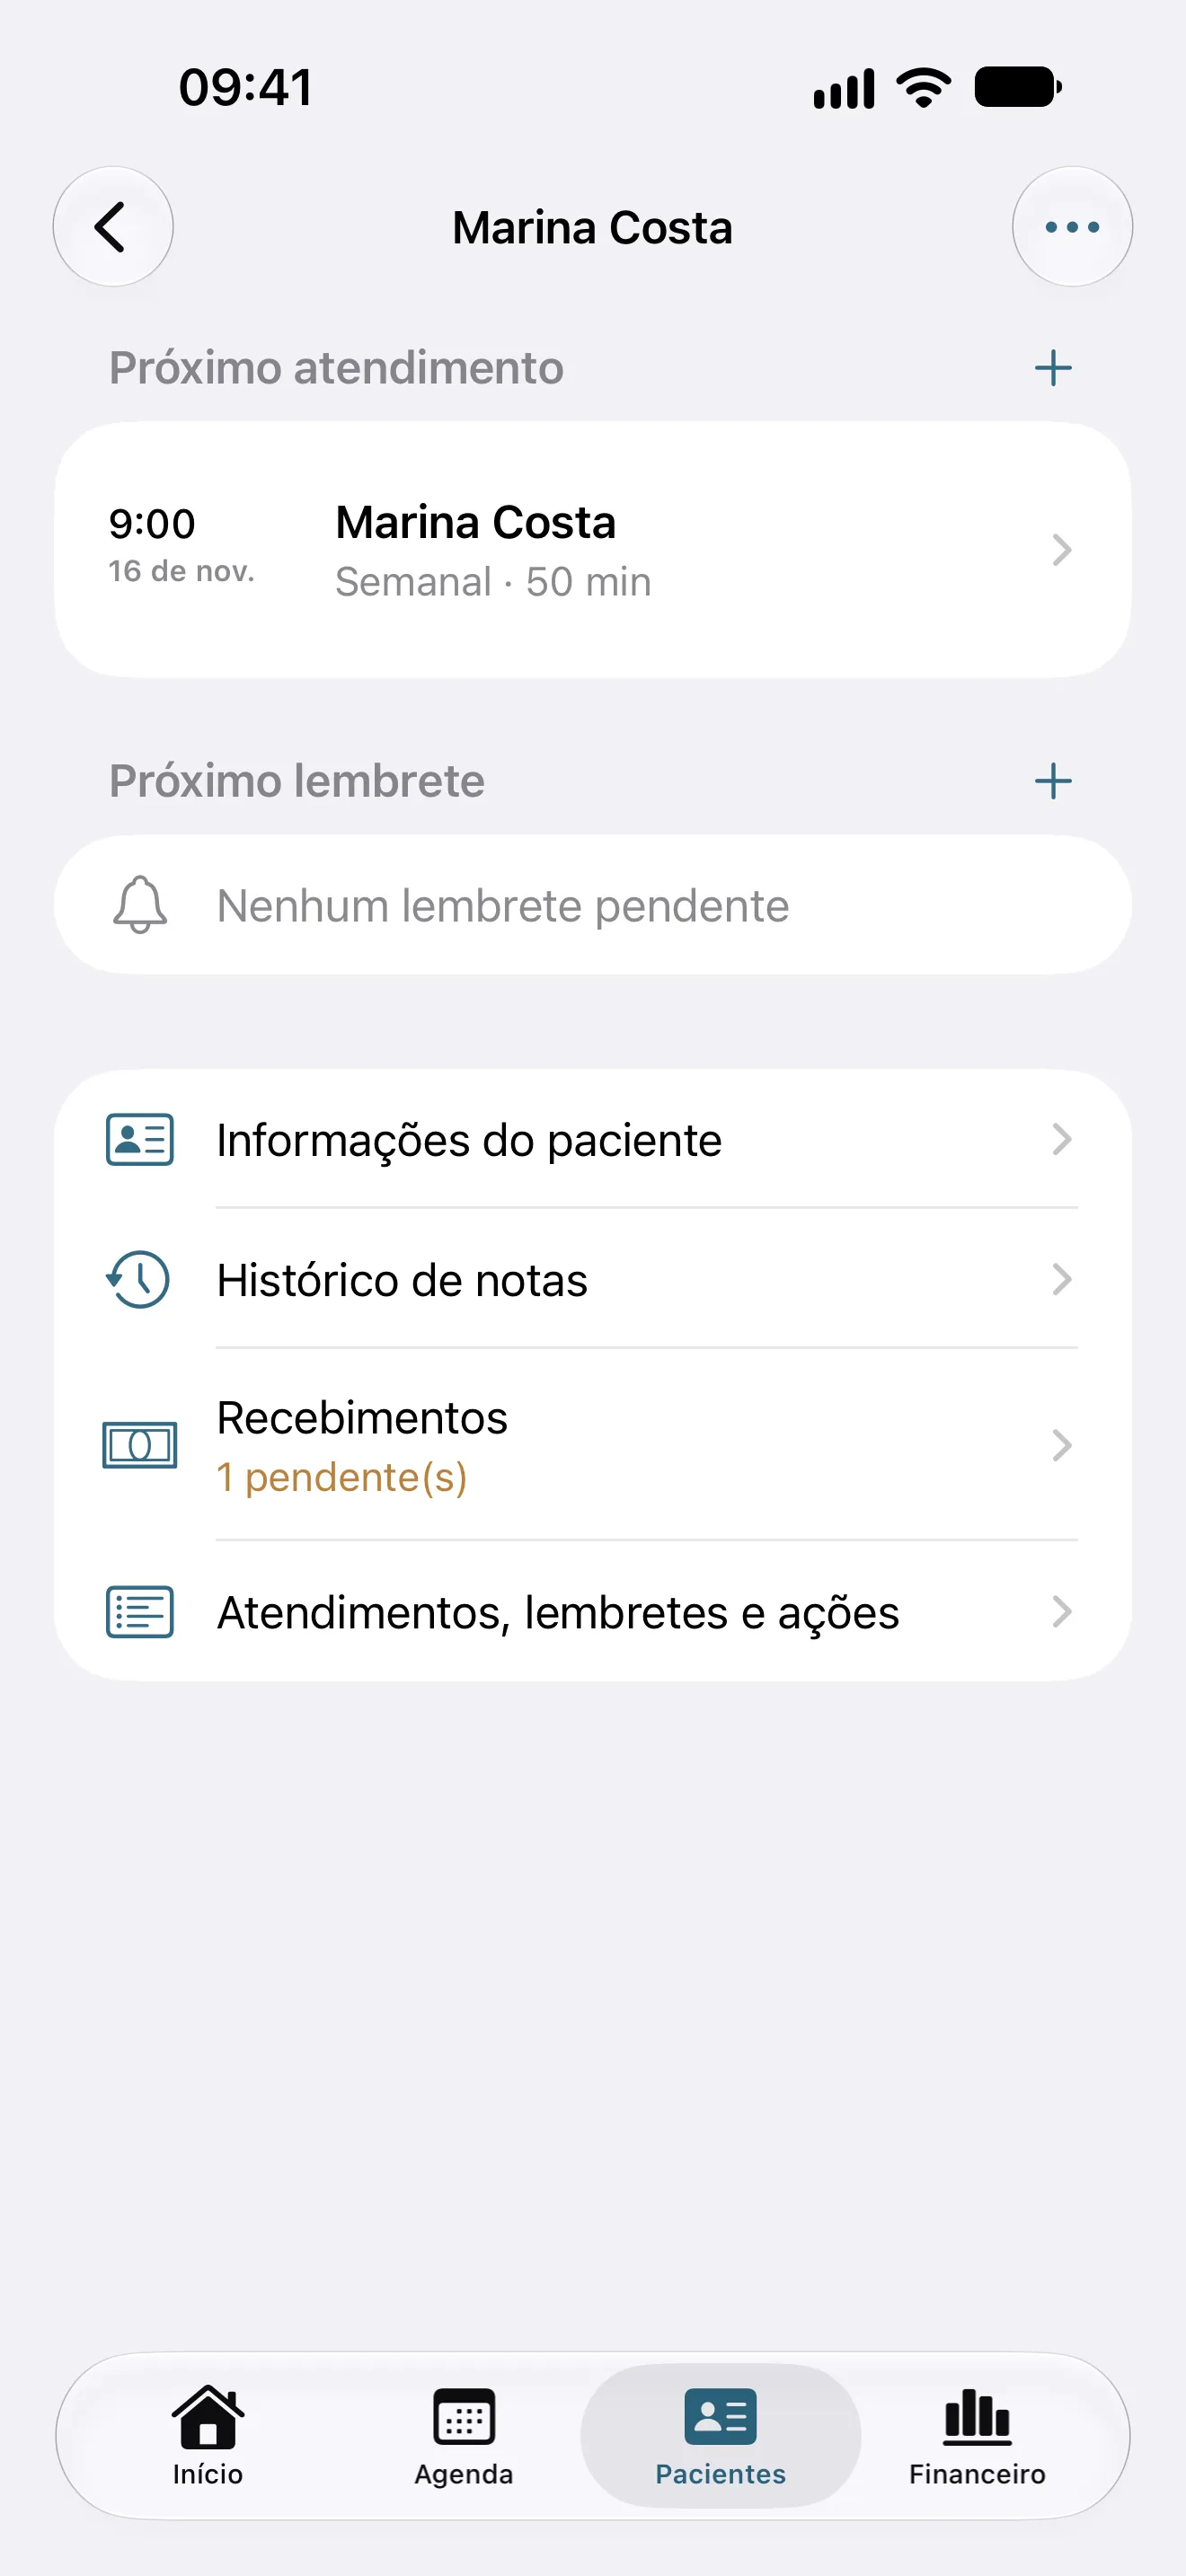 09:41
Marina Costa
Próximo atendimento
9:00
16 de nov.
Marina Costa
Semanal · 50 min
Próximo lembrete
Nenhum lembrete pendente
Informações do paciente
Histórico de notas
Recebimentos
1 pendente(s)
Atendimentos, lembretes e ações
Início
Agenda
Pacientes
Financeiro